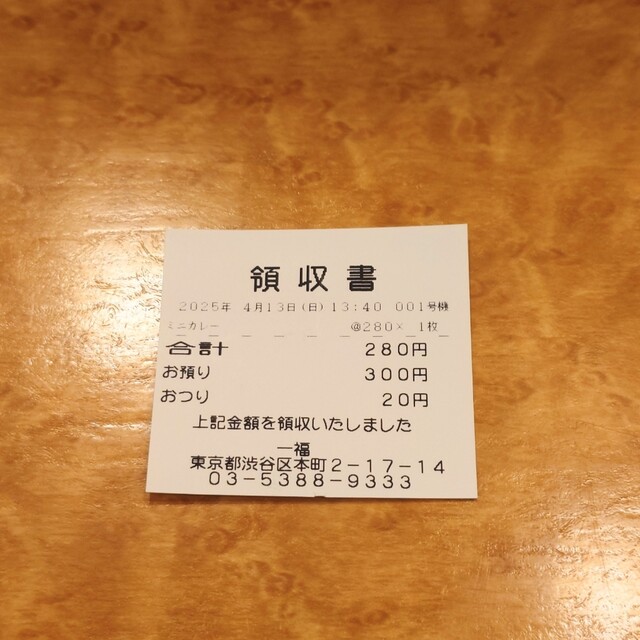 領収書
2025年 4月13日(日) 13:40 001号機
ミニカレー @280× 1枚
合計 280円
お預り 300円
おつり 20円
上記金額を領収いたしました
一福
東京都渋谷区本町2-17-14
03-5388-9333